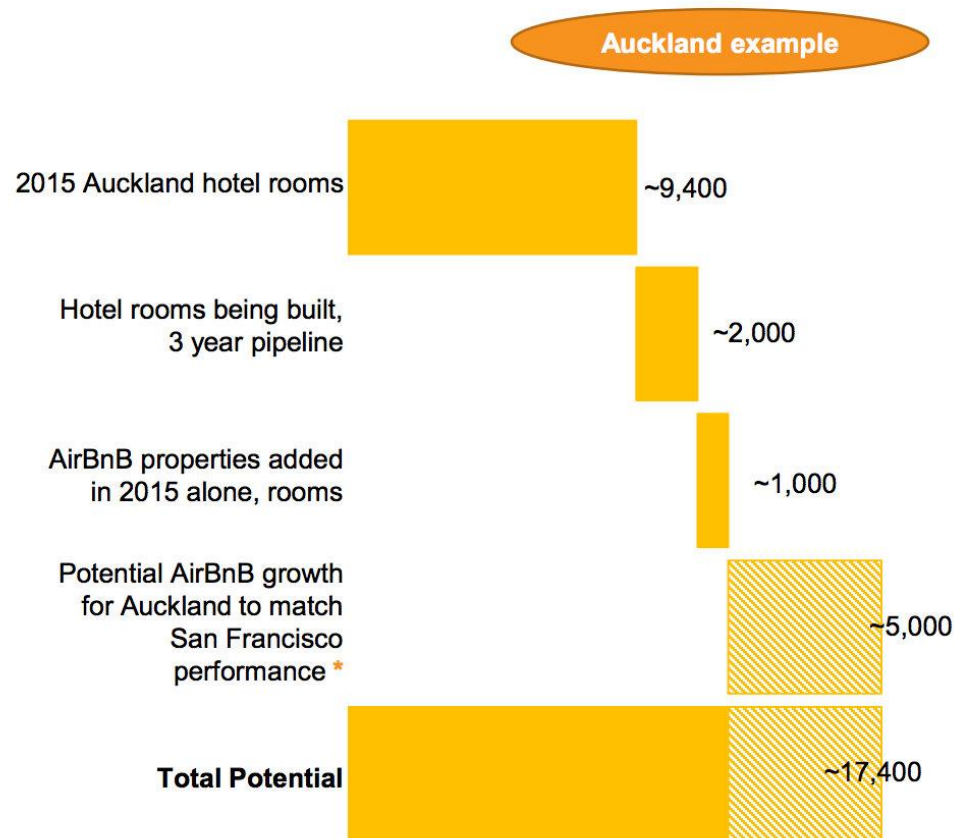 Auckland example
2015 Auckland hotel rooms
~9,400
Hotel rooms being built,
3 year pipeline
~2,000
AirBnB properties added
in 2015 alone, rooms
~1,000
Potential AirBnB growth
for Auckland to match
San Francisco
performance *
~5,000
Total Potential
~17,400